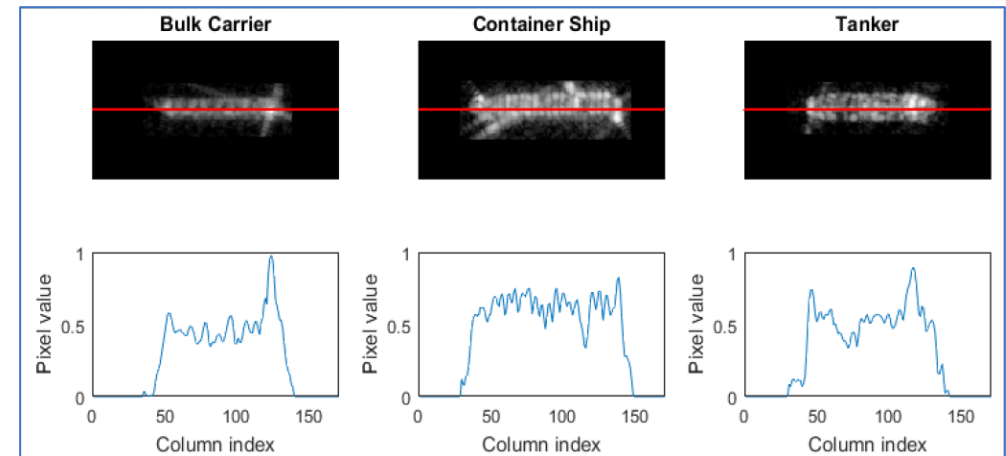 Bulk Carrier
Container Ship
Tanker
1
0.5
0
Pixel value
0 50 100 150
Column index
1
0.5
0
Pixel value
0 50 100 150
Column index
1
0.5
0
Pixel value
0 50 100 150
Column index